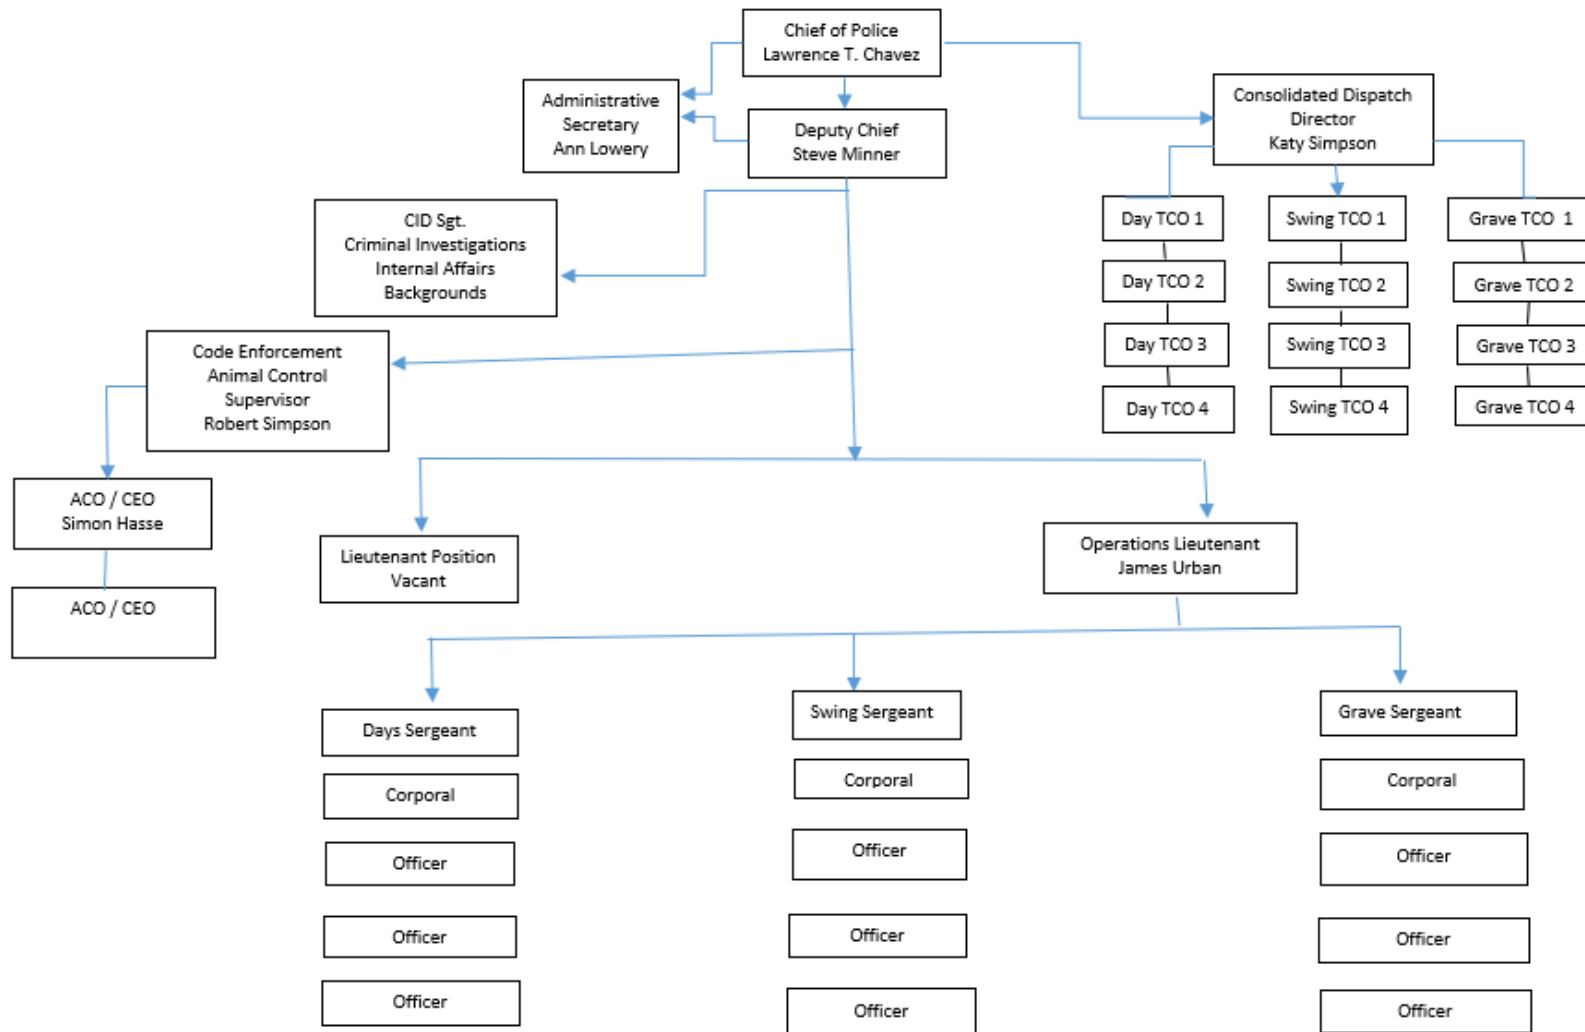 Chief of Police
Lawrence T. Chavez
Administrative
Secretary
Ann Lowery
Deputy Chief
Steve Minner
Consolidated Dispatch
Director
Katy Simpson
CID Sgt.
Criminal Investigations
Internal Affairs
Backgrounds
Day TCO 1
Swing TCO 1
Grave TCO  1
Day TCO 2
Swing TCO 2
Grave TCO 2
Day TCO 3
Swing TCO 3
Grave TCO 3
Day TCO 4
Swing TCO 4
Grave TCO 4
Code Enforcement
Animal Control
Supervisor
Robert Simpson
ACO / CEO
Simon Hasse
ACO / CEO
Lieutenant Position
Vacant
Operations Lieutenant
James Urban
Days Sergeant
Swing Sergeant
Grave Sergeant
Corporal
Corporal
Corporal
Officer
Officer
Officer
Officer
Officer
Officer
Officer
Officer
Officer